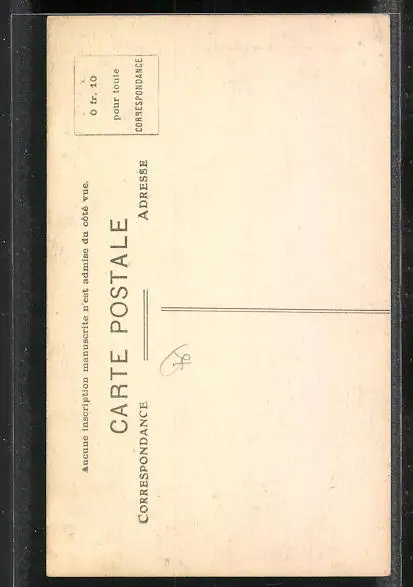 Aucune inscription manuscrite n'est admise du côté vue.
CARTE POSTALE
CORRESPONDANCE
ADRESSE
0 fr. 10
pour toute
CORRESPONDANCE